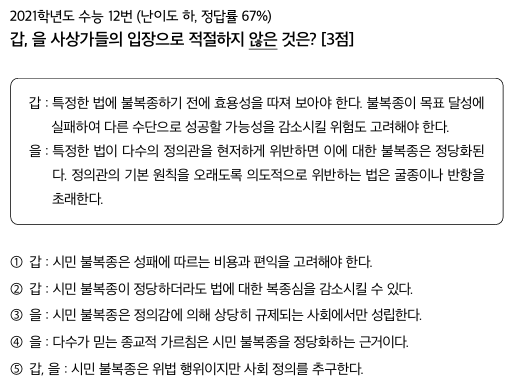 2021학년도 수능 12번 (난이도 하, 정답률 67%)
갑, 을 사상가들의 입장으로 적절하지 않은 것은? [3점]
갑 : 특정한 법에 불복종하기 전에 효용성을 따져 보아야 한다. 불복종이 목표 달성에
실패하여 다른 수단으로 성공할 가능성을 감소시킬 위험도 고려해야 한다.
을 : 특정한 법이 다수의 정의관을 현저하게 위반하면 이에 대한 불복종은 정당화된
다. 정의관의 기본 원칙을 오래도록 의도적으로 위반하는 법은 굴종이나 반항을
초래한다.
① 갑 : 시민 불복종은 성패에 따르는 비용과 편익을 고려해야 한다.
② 갑 : 시민 불복종이 정당하더라도 법에 대한 복종심을 감소시킬 수 있다.
③ 을 : 시민 불복종은 정의감에 의해 상당히 규제되는 사회에서만 성립한다.
④ 을 : 다수가 믿는 종교적 가르침은 시민 불복종을 정당화하는 근거이다.
⑤ 갑, 을 : 시민 불복종은 위법 행위이지만 사회 정의를 추구한다.